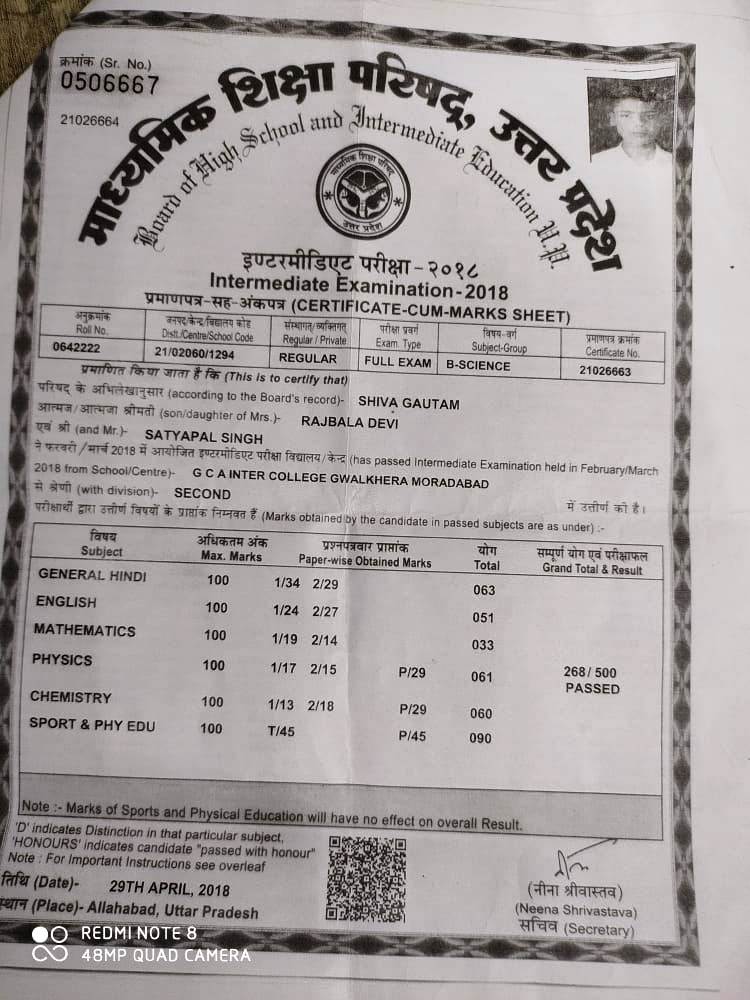 क्रमांक (Sr. No.)
0506667
21026664
माध्यमिक शिक्षा परिषद्, उत्तर प्रदेश
Board of High School and Intermediate Education U.P.
माध्यमिक शिक्षा परिषद्
उत्तर प्रदेश
इण्टरमीडिएट परीक्षा-२०१८
Intermediate Examination-2018
प्रमाणपत्र-सह-अंकपत्र (CERTIFICATE-CUM-MARKS SHEET)
अनुक्रमांक जनपद/केन्द्र/विद्यालय कोड संस्थागत/व्यक्तिगत परीक्षा प्रवर्ग विषय-वर्ग प्रमाणपत्र क्रमांक
Roll No. Distt./Centre/School Code Regular / Private Exam. Type Subject-Group Certificate No.
0642222 21/02060/1294 REGULAR FULL EXAM B-SCIENCE 21026663
प्रमाणित किया जाता है कि (This is to certify that)
परिषद के अभिलेखानुसार (according to the Board's record)- SHIVA GAUTAM
आत्मज/आत्मजा श्रीमती (son/daughter of Mrs.)- RAJBALA DEVI
एवं श्री (and Mr.)- SATYAPAL SINGH
ने फरवरी/मार्च 2018 में आयोजित इण्टरमीडिएट परीक्षा विद्यालय/केन्द्र (has passed Intermediate Examination held in February/March
2018 from School/Centre)- G C A INTER COLLEGE GWALKHERA MORADABAD
से श्रेणी (with division)- SECOND में उत्तीर्ण की है।
परीक्षार्थी द्वारा उत्तीर्ण विषयों के प्राप्तांक निम्नवत हैं (Marks obtained by the candidate in passed subjects are as under) :-
विषय अधिकतम अंक प्रश्नपत्रवार प्राप्तांक योग सम्पूर्ण योग एवं परीक्षाफल
Subject Max. Marks Paper-wise Obtained Marks Total Grand Total & Result
GENERAL HINDI 100 1/34 2/29 063
ENGLISH 100 1/24 2/27 051
MATHEMATICS 100 1/19 2/14 033
PHYSICS 100 1/17 2/15 P/29 061 268/500
PASSED
CHEMISTRY 100 1/13 2/18 P/29 060
SPORT & PHY EDU 100 T/45 P/45 090
Note :- Marks of Sports and Physical Education will have no effect on overall Result.
'D' indicates Distinction in that particular subject,
'HONOURS' indicates candidate "passed with honour"
Note : For Important Instructions see overleaf
तिथि (Date)- 29TH APRIL, 2018
स्थान (Place)- Allahabad, Uttar Pradesh
(नीना श्रीवास्तव)
(Neena Shrivastava)
सचिव (Secretary)
REDMI NOTE 8
48MP QUAD CAMERA